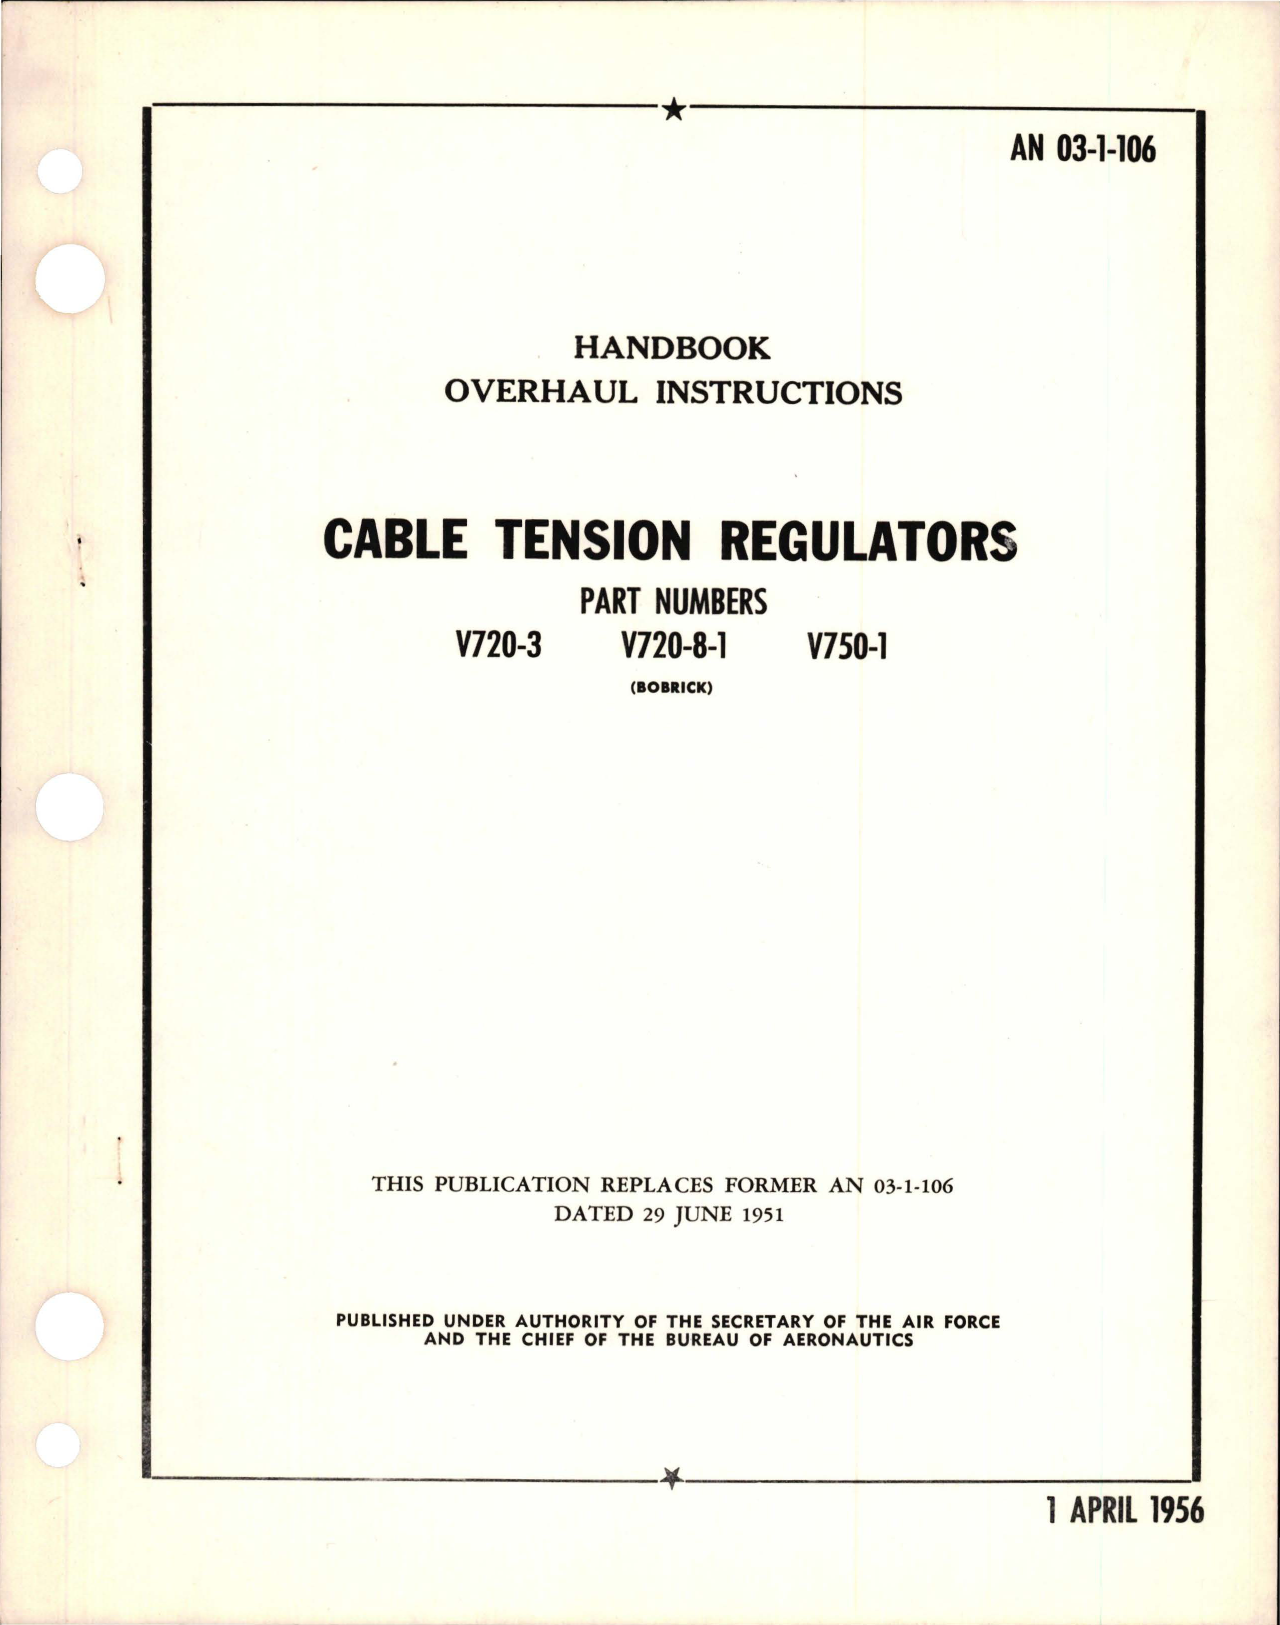 AN 03-1-106
HANDBOOK
OVERHAUL INSTRUCTIONS
CABLE TENSION REGULATORS
PART NUMBERS
V720-3 V720-8-1 V750-1
(BOBRICK)
THIS PUBLICATION REPLACES FORMER AN 03-1-106
DATED 29 JUNE 1951
PUBLISHED UNDER AUTHORITY OF THE SECRETARY OF THE AIR FORCE
AND THE CHIEF OF THE BUREAU OF AERONAUTICS
1 APRIL 1956